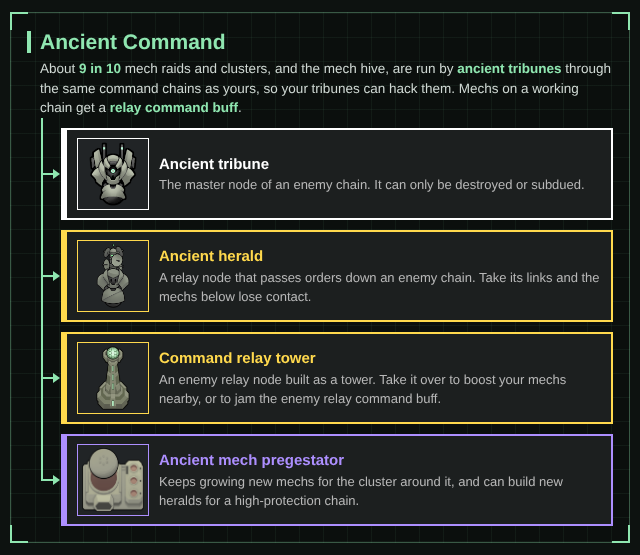 Ancient Command
About 9 in 10 mech raids and clusters, and the mech hive, are run by ancient tribunes through
the same command chains as yours, so your tribunes can hack them. Mechs on a working
chain get a relay command buff.
Ancient tribune
The master node of an enemy chain. It can only be destroyed or subdued.
Ancient herald
A relay node that passes orders down an enemy chain. Take its links and the
mechs below lose contact.
Command relay tower
An enemy relay node built as a tower. Take it over to boost your mechs
nearby, or to jam the enemy relay command buff.
Ancient mech pregestator
Keeps growing new mechs for the cluster around it, and can build new
heralds for a high-protection chain.